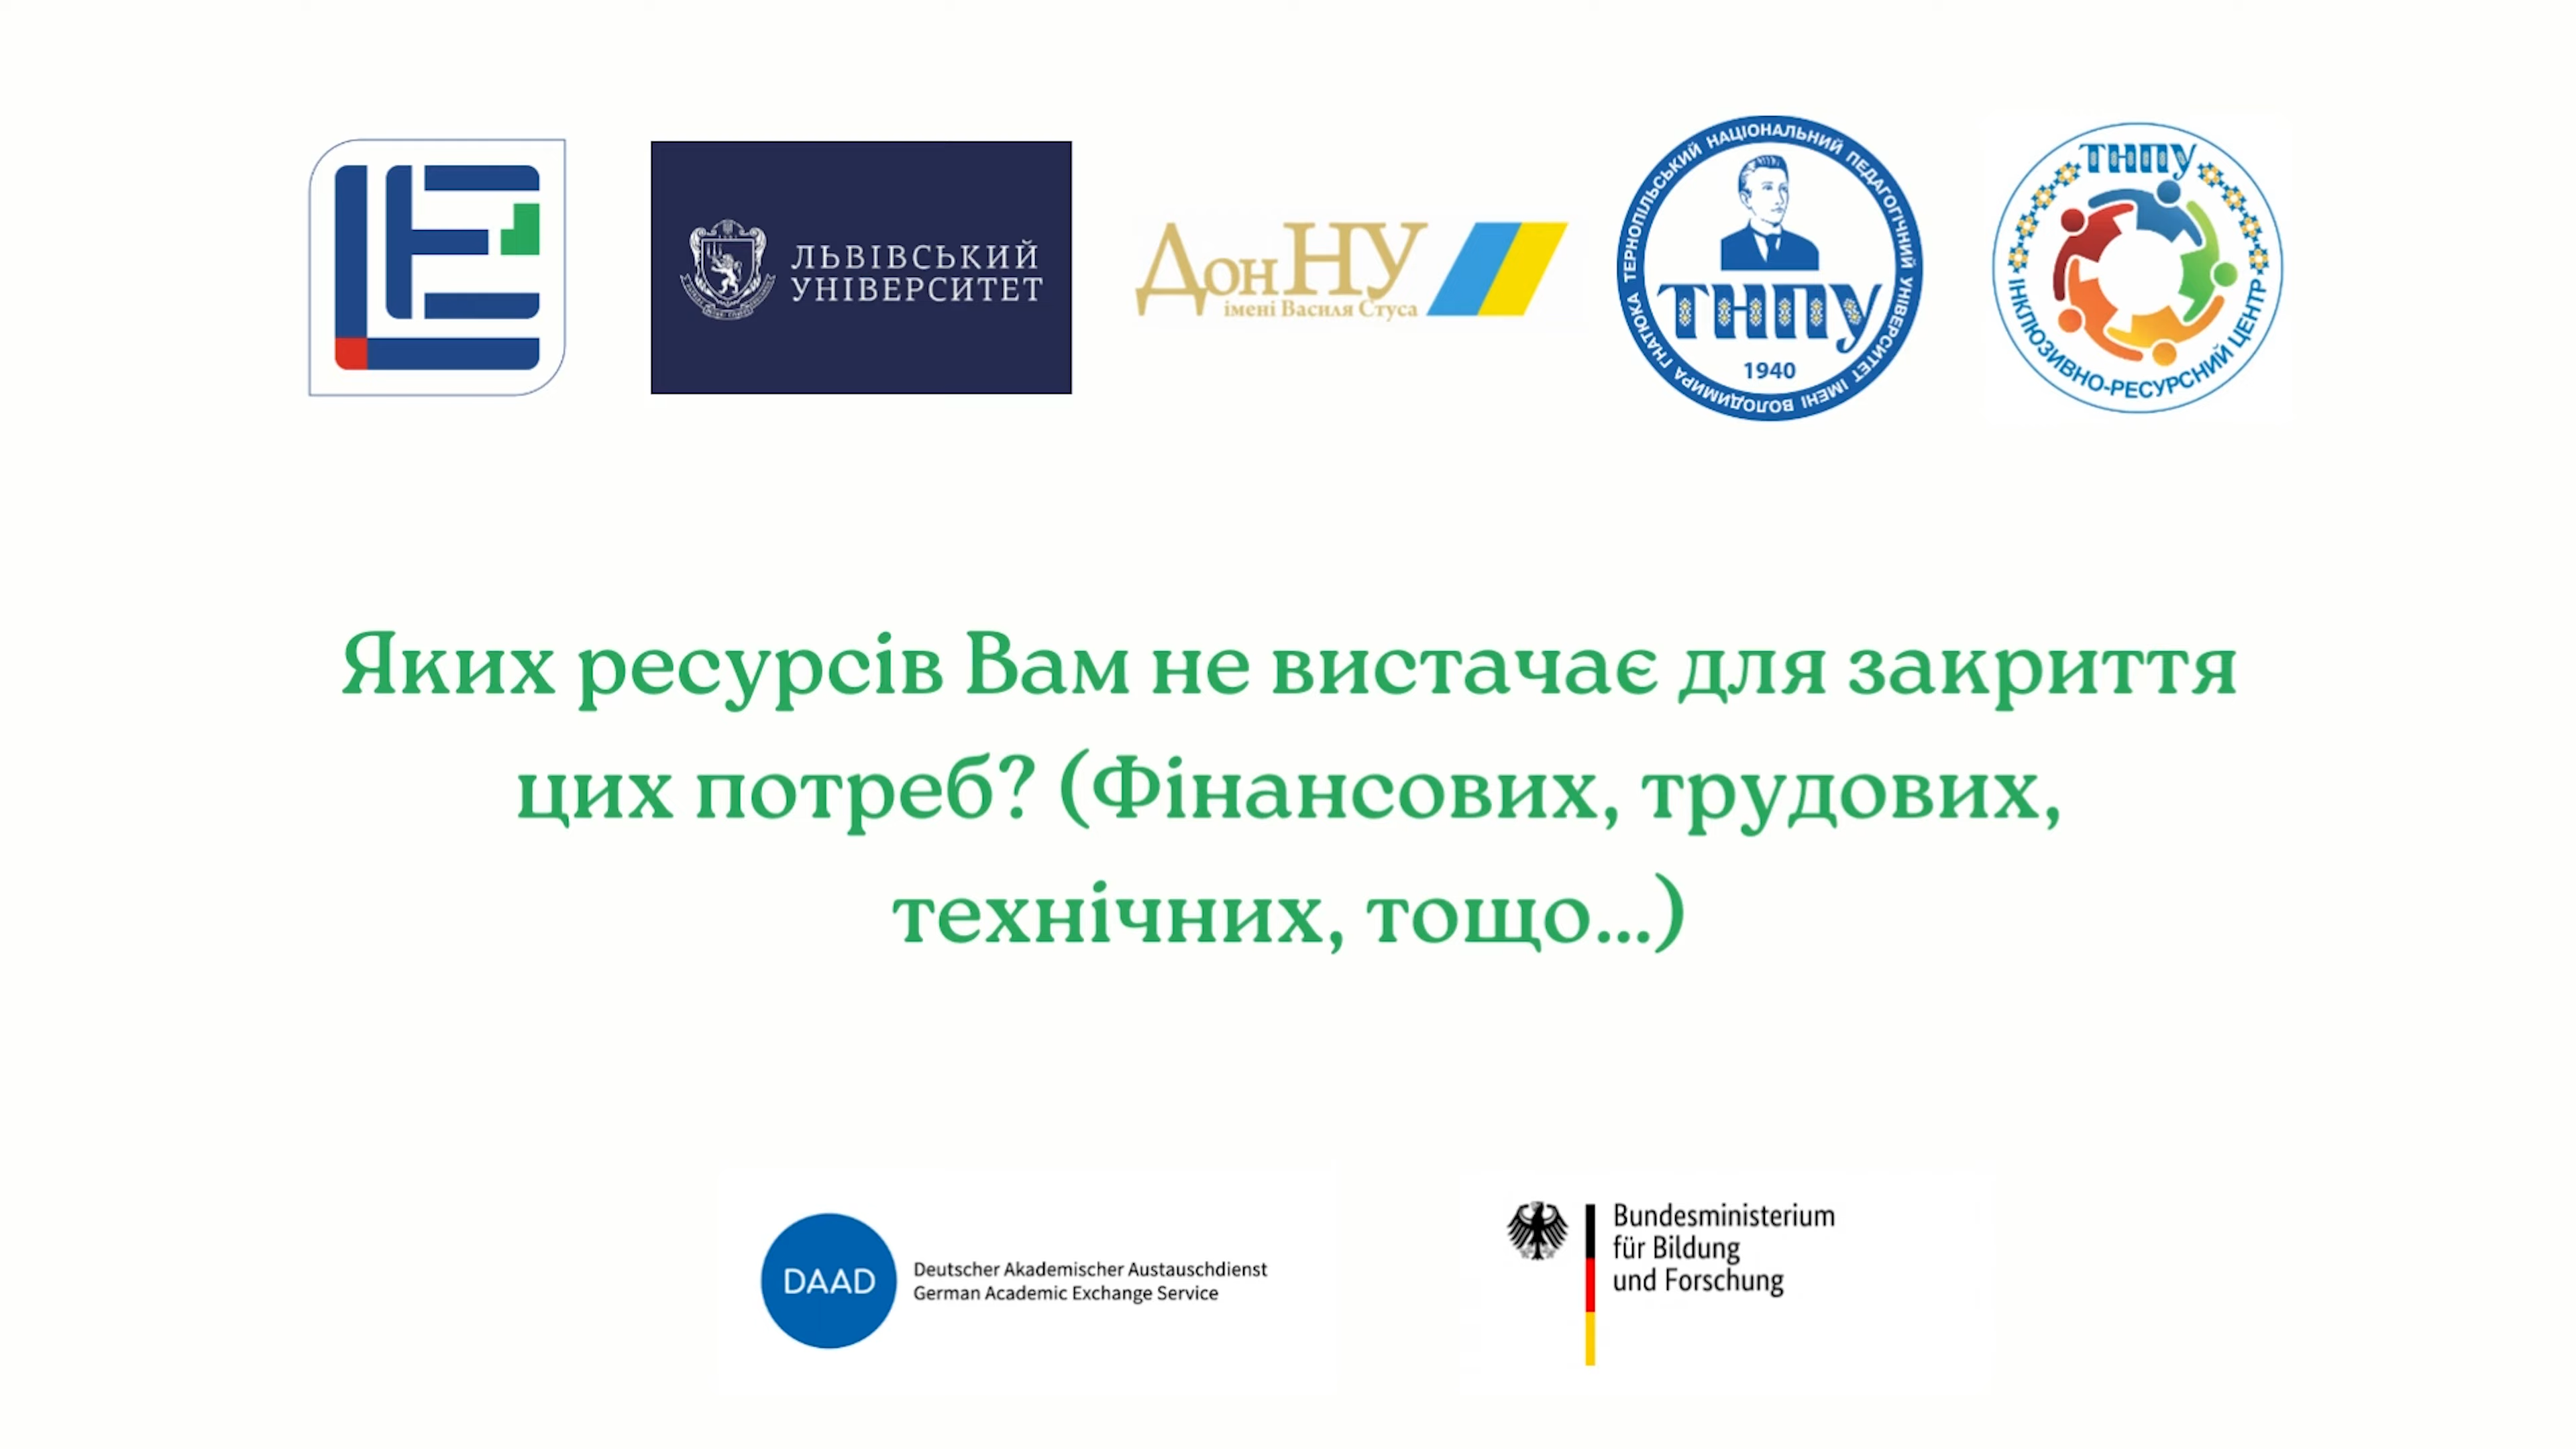 ЛЬВІВСЬКИЙ
УНІВЕРСИТЕТ
ДонНУ
імені Василя Стуса
ТЕРНОПІЛЬСЬКИЙ НАЦІОНАЛЬНИЙ ПЕДАГОГІЧНИЙ УНІВЕРСИТЕТ ІМЕНІ ВОЛОДИМИРА ГНАТЮКА
ТНПУ
1940
ТНПУ
ІНКЛЮЗИВНО-РЕСУРСНИЙ ЦЕНТР
Яких ресурсів Вам не вистачає для закриття
цих потреб? (Фінансових, трудових,
технічних, тощо...)
DAAD
Deutscher Akademischer Austauschdienst
German Academic Exchange Service
Bundesministerium
für Bildung
und Forschung